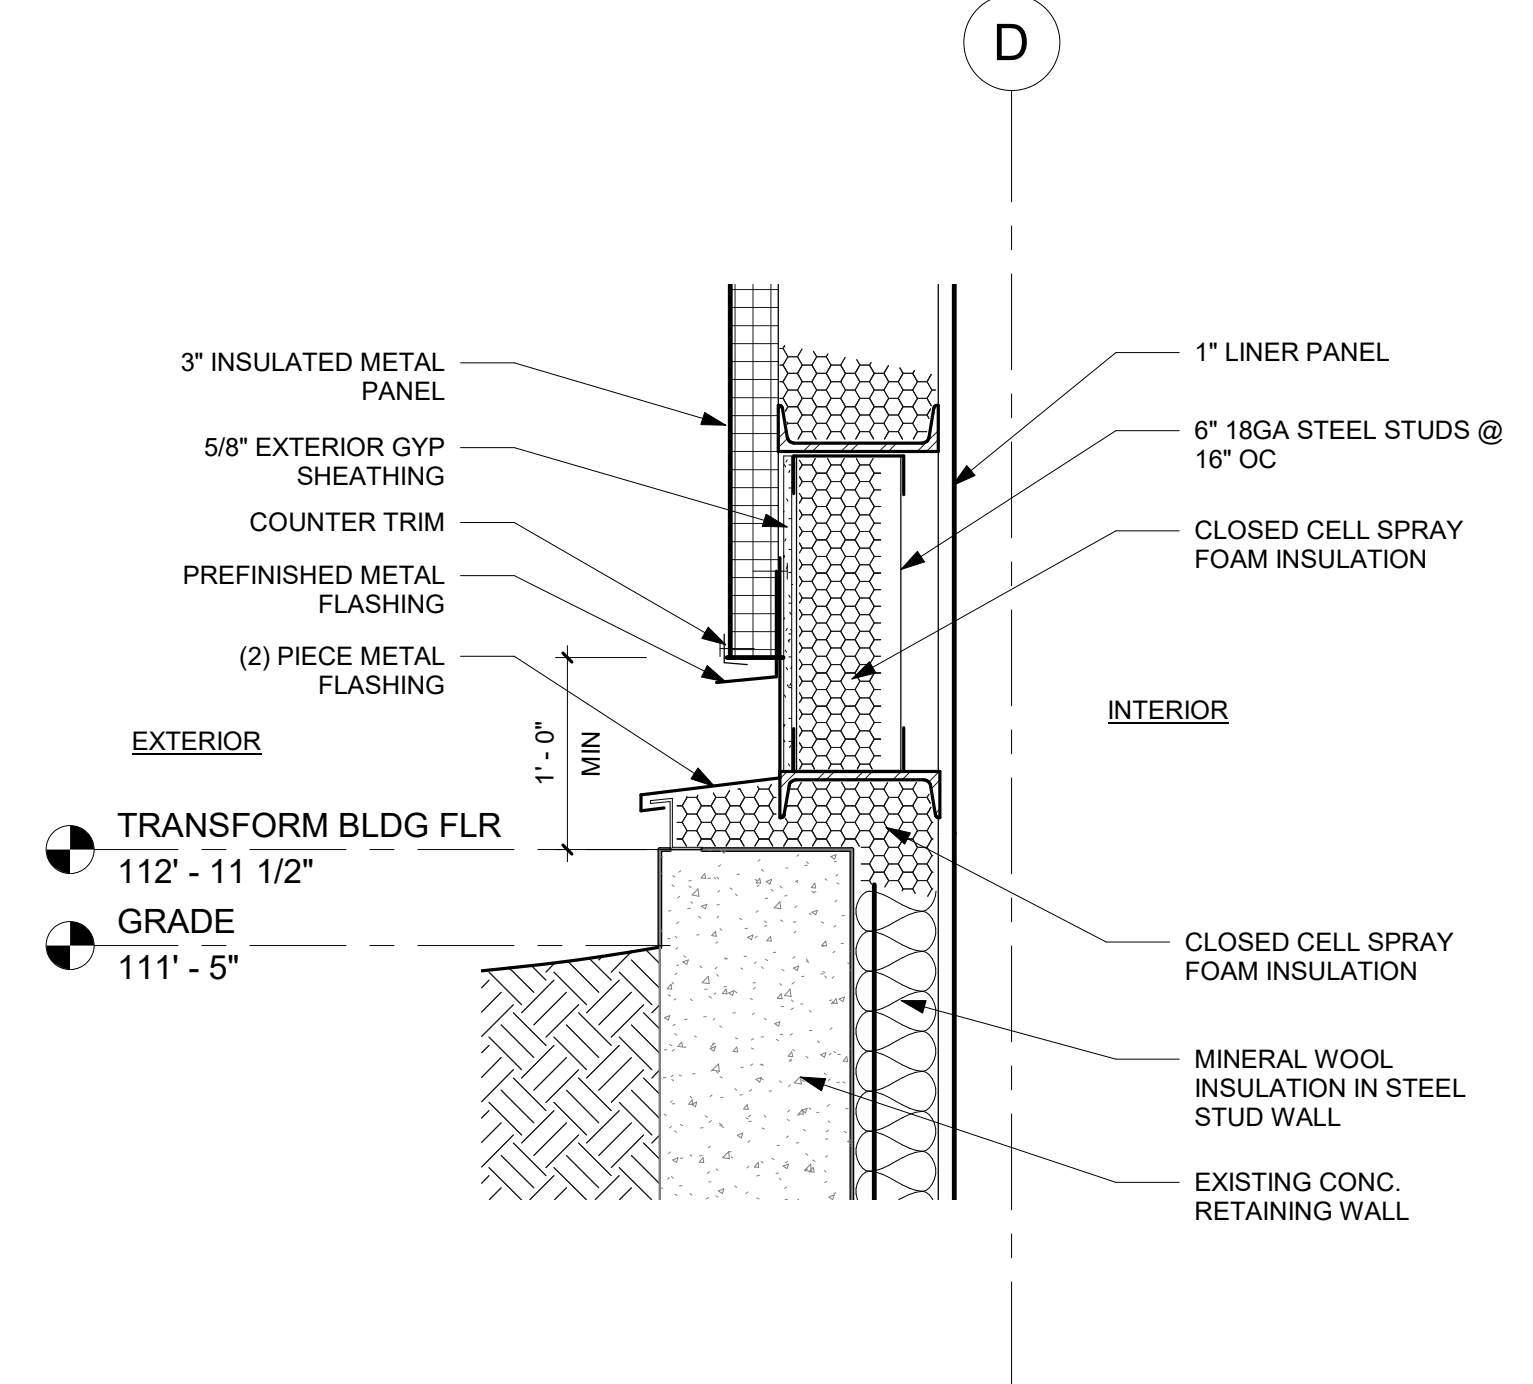 D
3" INSULATED METAL
PANEL
5/8" EXTERIOR GYP
SHEATHING
COUNTER TRIM
PREFINISHED METAL
FLASHING
(2) PIECE METAL
FLASHING
EXTERIOR
1' - 0"
MIN
TRANSFORM BLDG FLR
112' - 11 1/2"
GRADE
111' - 5"
1" LINER PANEL
6" 18GA STEEL STUDS @
16" OC
CLOSED CELL SPRAY
FOAM INSULATION
INTERIOR
CLOSED CELL SPRAY
FOAM INSULATION
MINERAL WOOL
INSULATION IN STEEL
STUD WALL
EXISTING CONC.
RETAINING WALL